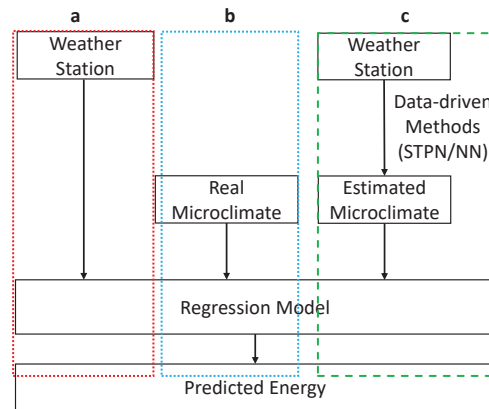 a
b
c
Weather
Station
Weather
Station
Data-driven
Methods
(STPN/NN)
Real
Microclimate
Estimated
Microclimate
Regression Model
Predicted Energy